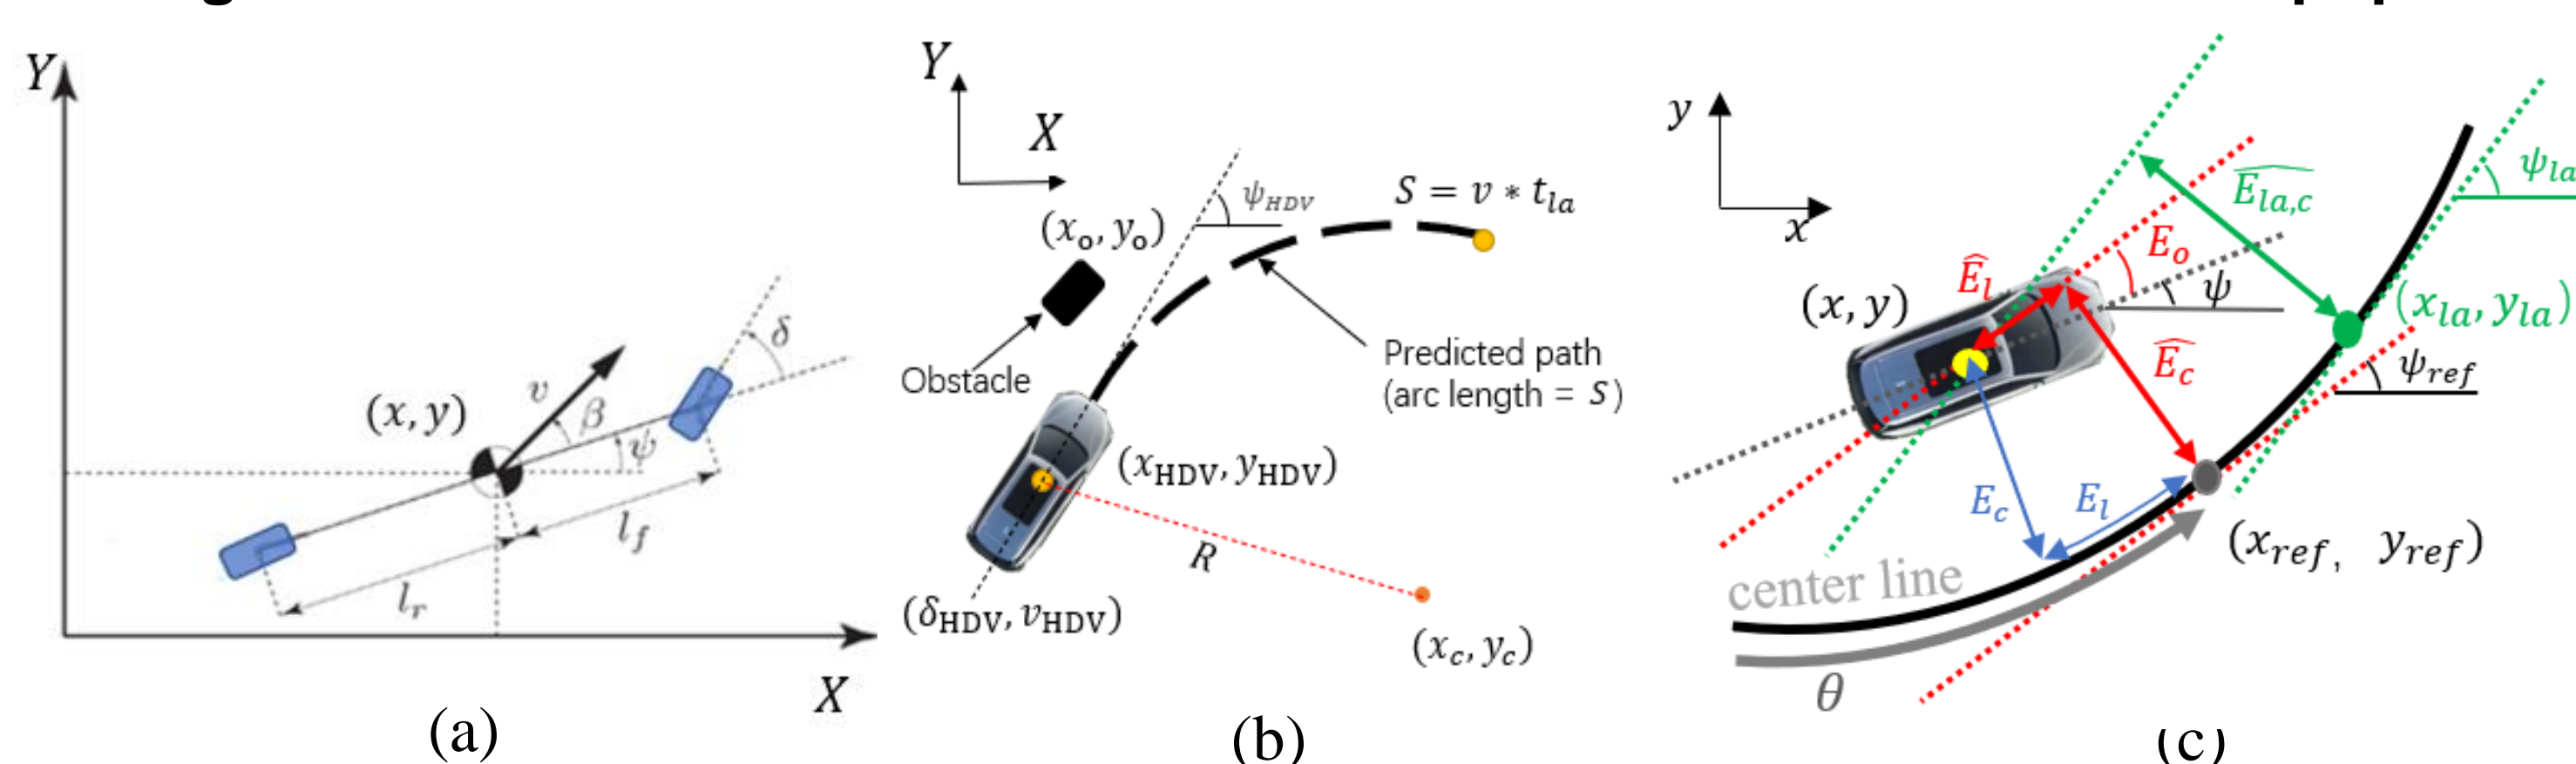 Y
X
(x, y)
v
β
ψ
δ
l_f
l_r
(a)
Y
X
(x_o, y_o)
Obstacle
ψ_HDV
S = v * t_la
Predicted path
(arc length = S)
(x_HDV, y_HDV)
R
(δ_HDV, v_HDV)
(x_c, y_c)
(b)
y
x
(x, y)
Ê_l
E_o
ψ
Ê_la,c
ψ_la
(x_la, y_la)
Ê_c
ψ_ref
E_c
E_l
(x_ref, y_ref)
center line
θ
(c)